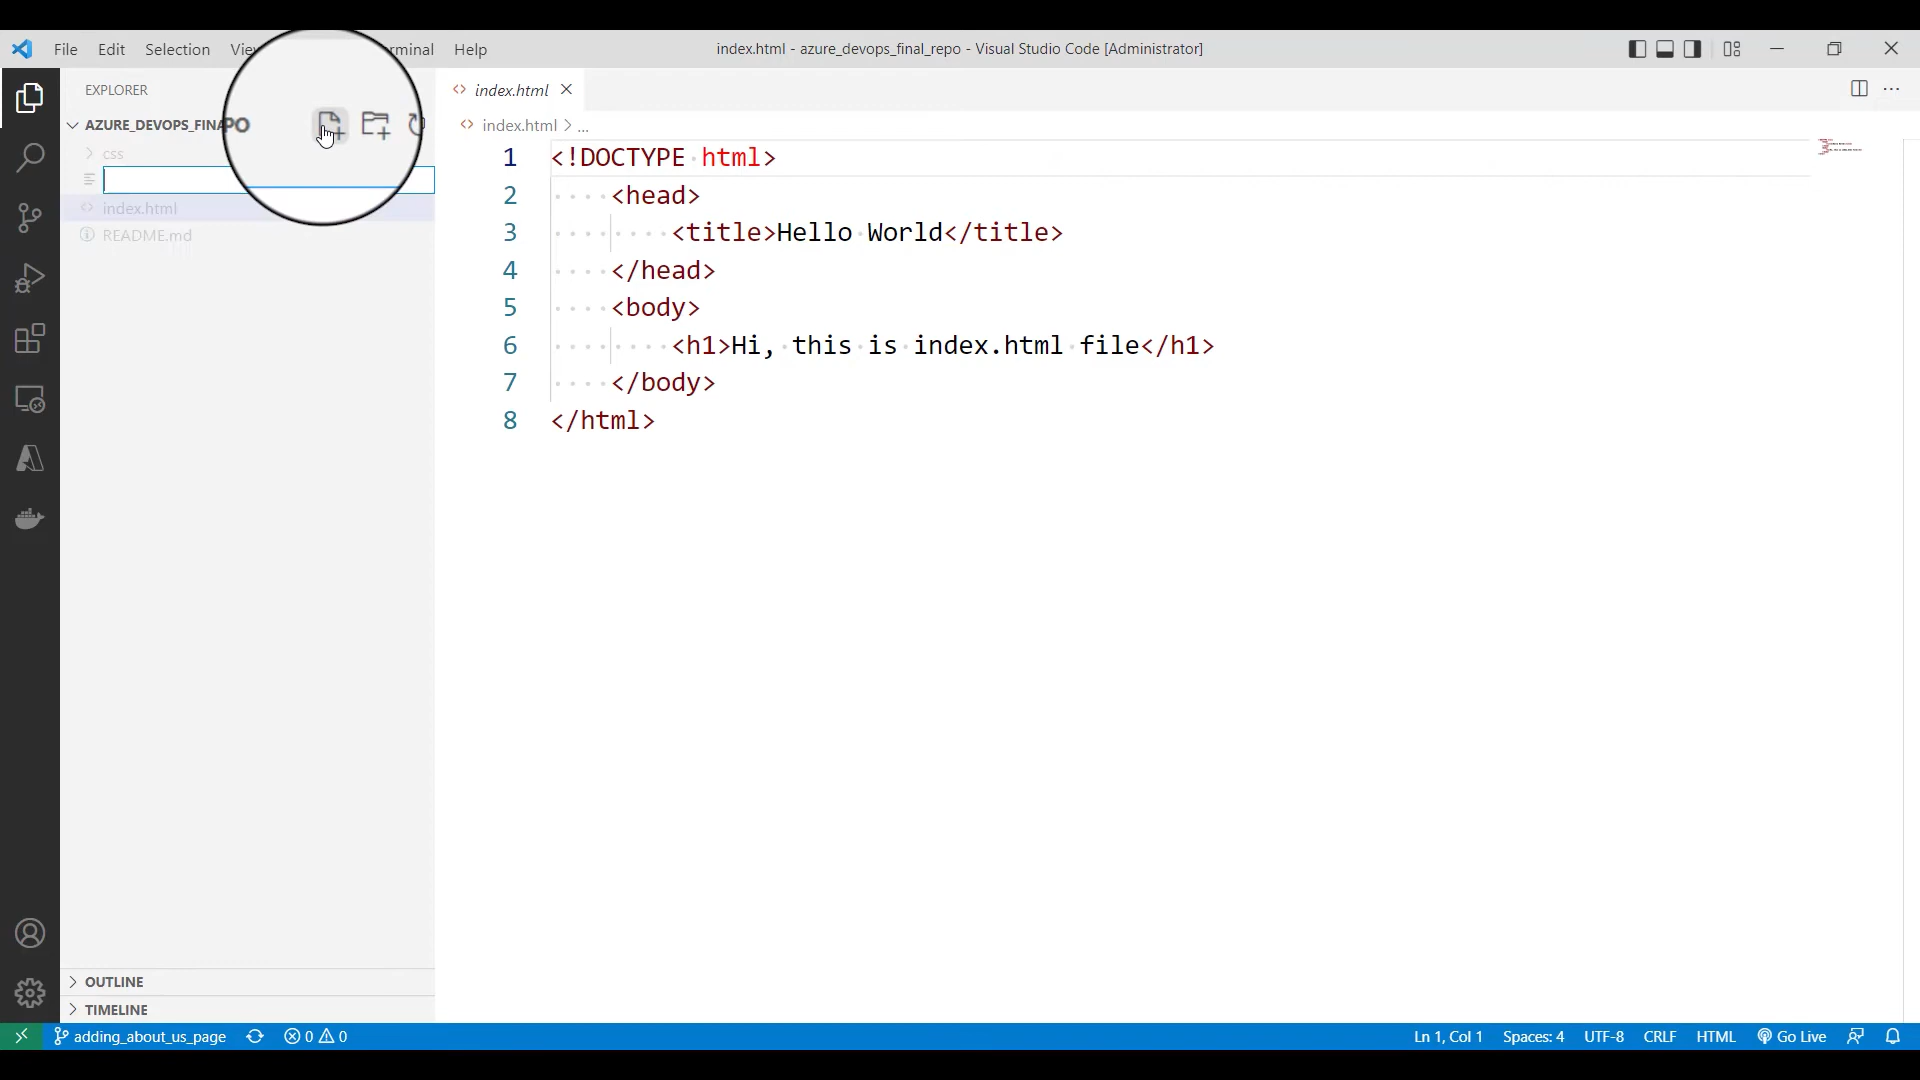 File Edit Selection View rminal Help
index.html - azure_devops_final_repo - Visual Studio Code [Administrator]
EXPLORER
AZURE_DEVOPS_FINAPO
css
index.html
README.md
OUTLINE
TIMELINE
index.html
index.html > ...
1 <!DOCTYPE html>
2 <head>
3 <title>Hello World</title>
4 </head>
5 <body>
6 <h1>Hi, this is index.html file</h1>
7 </body>
8 </html>
adding_about_us_page 0 0 Ln 1, Col 1 Spaces: 4 UTF-8 CRLF HTML Go Live